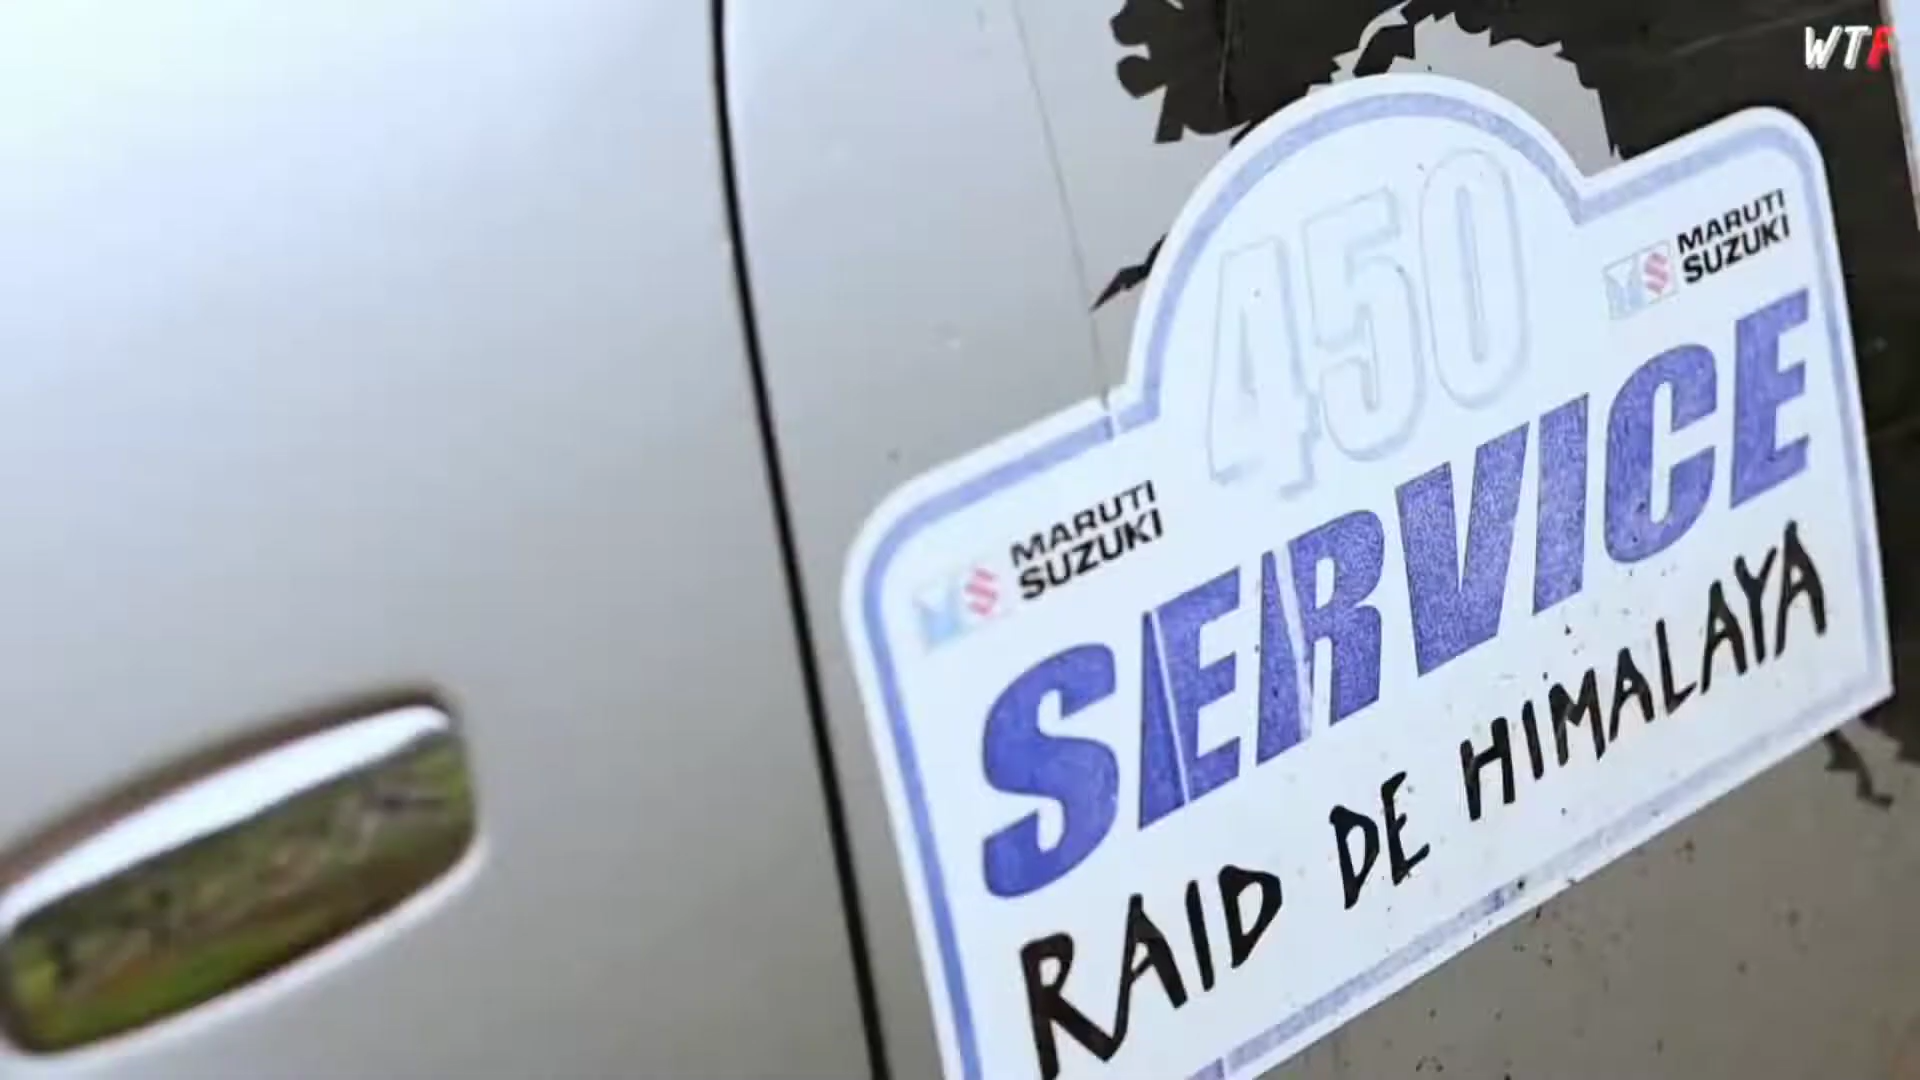 WTF
450
MARUTI
SUZUKI
MARUTI
SUZUKI
SERVICE
RAID DE HIMALAYA